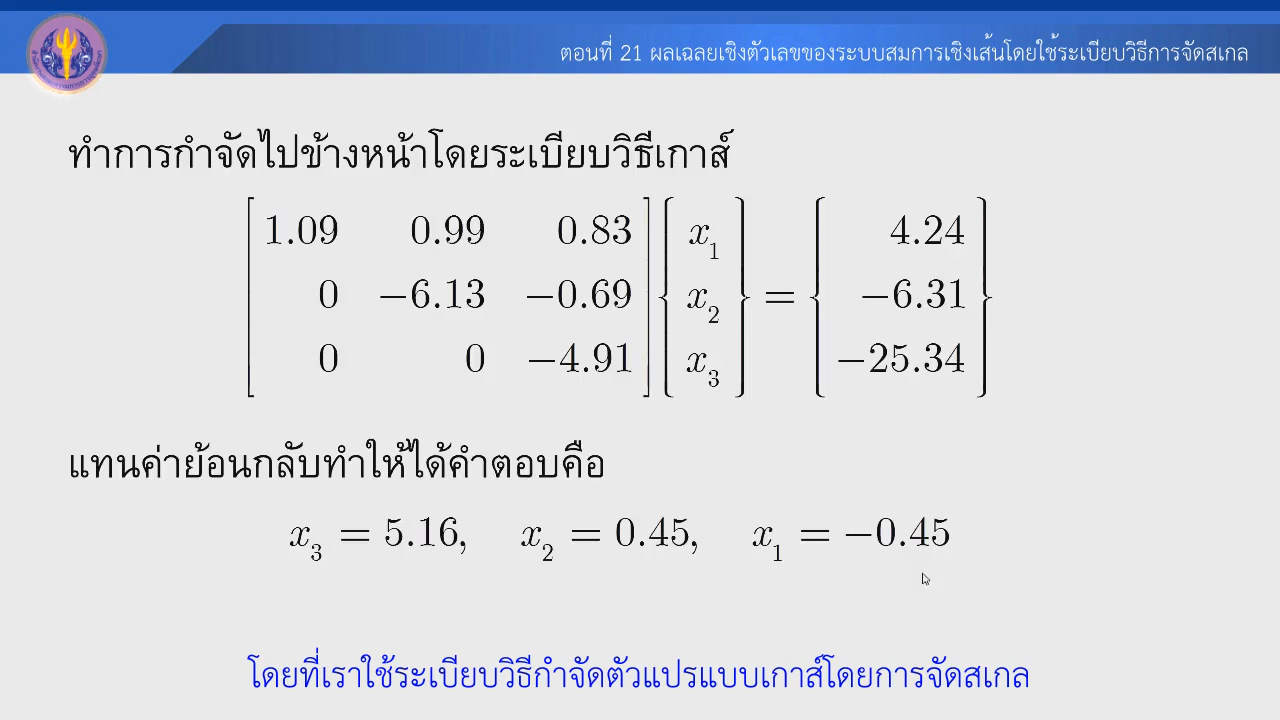 ตอนที่ 21 ผลเฉลยเชิงตัวเลขของระบบสมการเชิงเส้นโดยใช้ระเบียบวิธีการจัดสเกล
ทำการกำจัดไปข้างหน้าโดยระเบียบวิธีเกาส์
1.09 0.99 0.83 x₁ 4.24
0 −6.13 −0.69 x₂ = −6.31
0 0 −4.91 x₃ −25.34
แทนค่าย้อนกลับทำให้ได้คำตอบคือ
x₃ = 5.16, x₂ = 0.45, x₁ = −0.45
โดยที่เราใช้ระเบียบวิธีกำจัดตัวแปรแบบเกาส์โดยการจัดสเกล